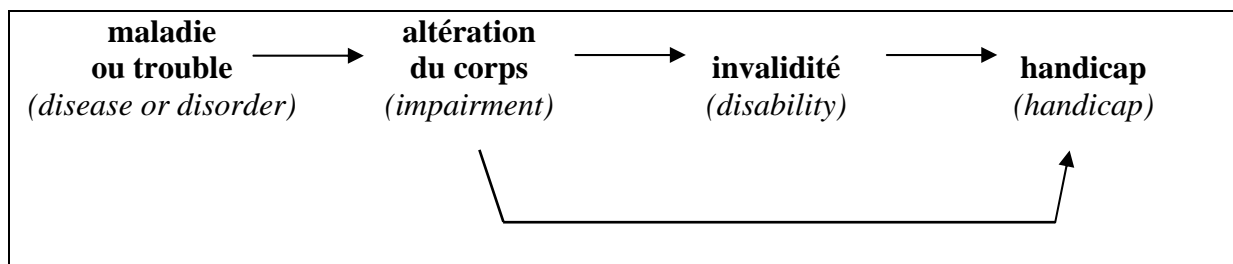 maladie
ou trouble
(disease or disorder)
altération
du corps
(impairment)
invalidité
(disability)
handicap
(handicap)